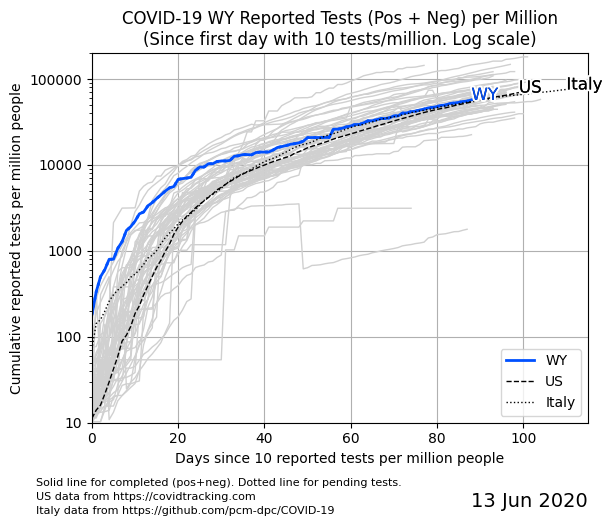 COVID-19 WY Reported Tests (Pos + Neg) per Million
(Since first day with 10 tests/million. Log scale)
Cumulative reported tests per million people
100000
10000
1000
100
10
WY
US
Italy
WY
US
Italy
0
20
40
60
80
100
Days since 10 reported tests per million people
Solid line for completed (pos+neg). Dotted line for pending tests.
US data from https://covidtracking.com
Italy data from https://github.com/pcm-dpc/COVID-19
13 Jun 2020